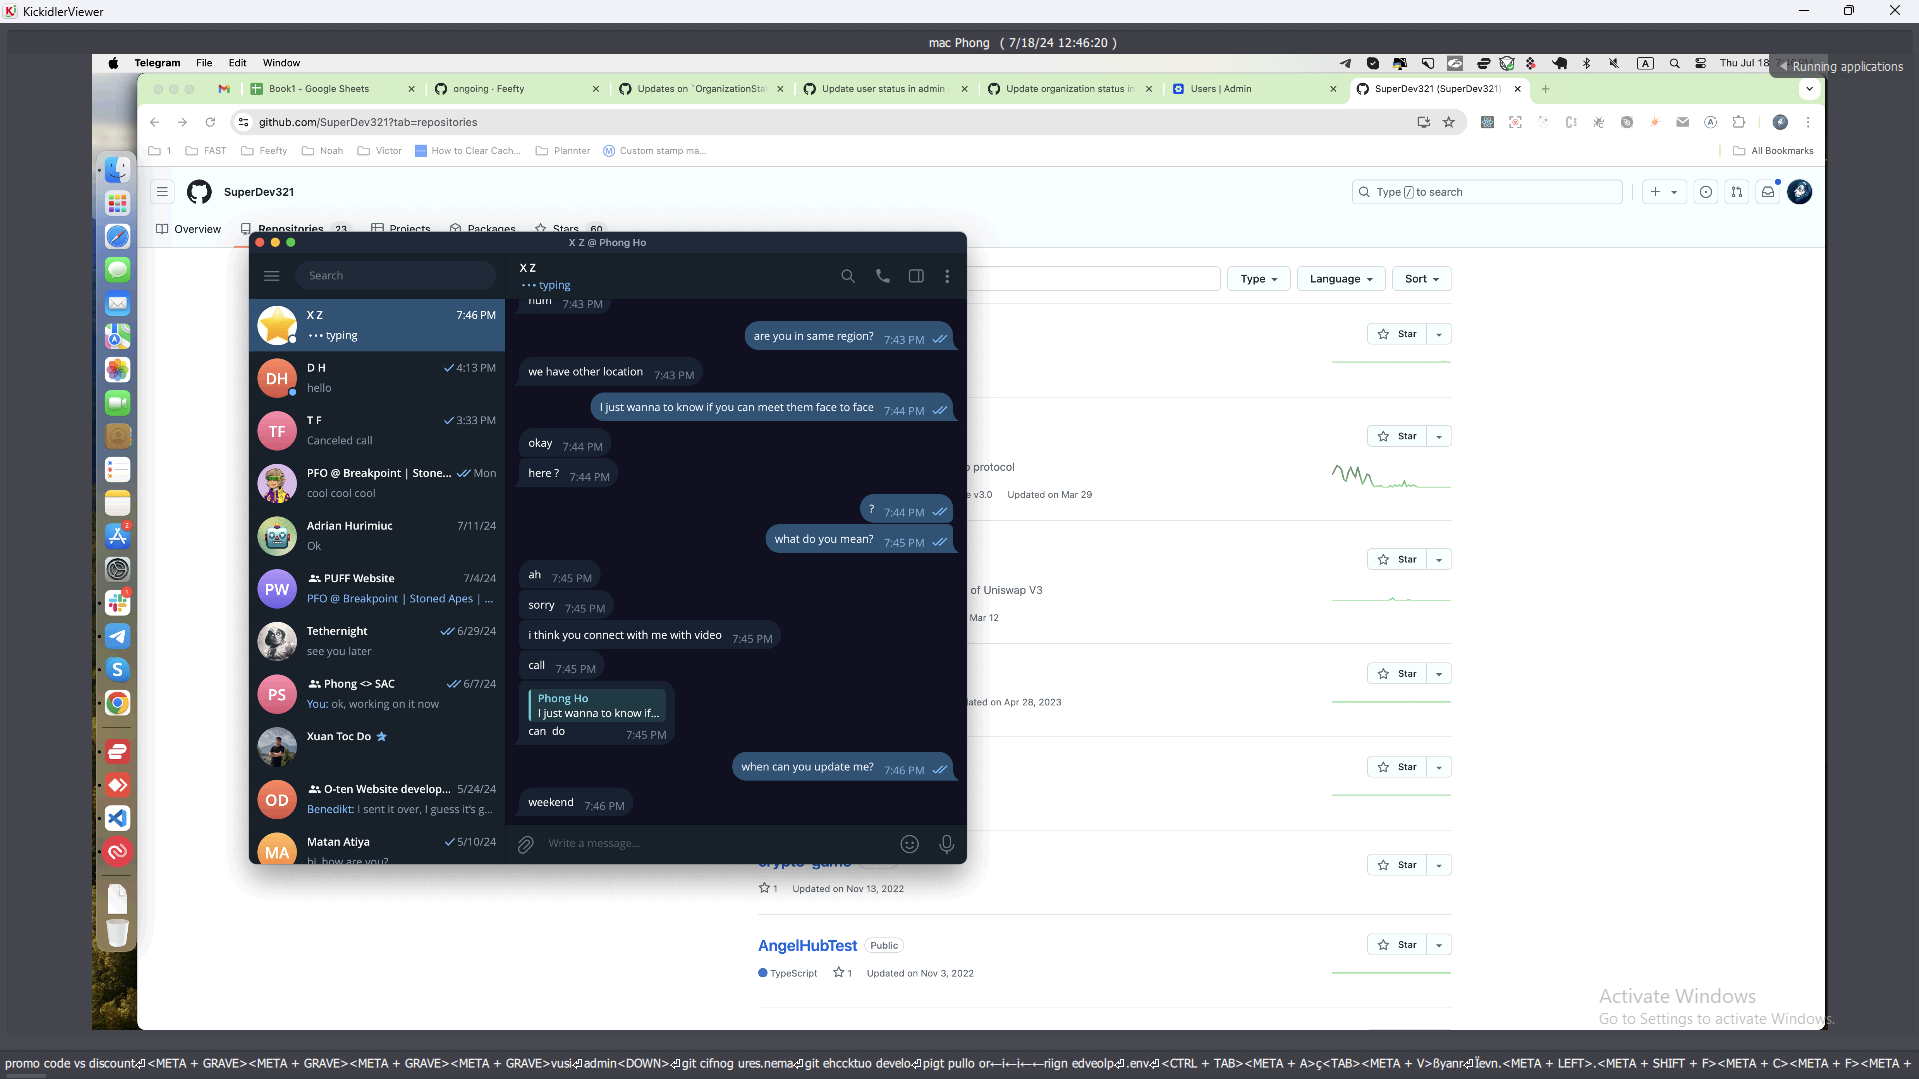 KickidlerViewer
mac Phong ( 7/18/24 12:46:20 )
Telegram File Edit Window
Thu Jul 18
Running applications
Book1 - Google Sheets
ongoing · Feefty
Updates on `OrganizationSta
Update user status in admin
Update organization status in
Users | Admin
SuperDev321 (SuperDev321)
github.com/SuperDev321?tab=repositories
1
FAST
Feefty
Noah
Victor
How to Clear Cach...
Plannter
Custom stamp ma...
All Bookmarks
SuperDev321
Type / to search
Overview
Repositories 23
Projects
Packages
Stars 60
X Z @ Phong Ho
Search
X Z
typing
X Z 7:46 PM
typing
D H 4:13 PM
hello
T F 3:33 PM
Canceled call
PFO @ Breakpoint | Stone... Mon
cool cool cool
Adrian Hurimiuc 7/11/24
Ok
PUFF Website 7/4/24
PFO @ Breakpoint | Stoned Apes | ...
Tethernight 6/29/24
see you later
Phong <> SAC 6/7/24
You: ok, working on it now
Xuan Toc Do
O-ten Website develop... 5/24/24
Benedikt: I sent it over, I guess it's g...
Matan Atiya 5/10/24
hi, how are you?
DH
TF
PW
PS
OD
MA
hum 7:43 PM
are you in same region? 7:43 PM
we have other location 7:43 PM
I just wanna to know if you can meet them face to face 7:44 PM
okay 7:44 PM
here ? 7:44 PM
? 7:44 PM
what do you mean? 7:45 PM
ah 7:45 PM
sorry 7:45 PM
i think you connect with me with video 7:45 PM
call 7:45 PM
Phong Ho
I just wanna to know if...
can do 7:45 PM
when can you update me? 7:46 PM
weekend 7:46 PM
Write a message...
Type
Language
Sort
Star
Star
protocol
v3.0 Updated on Mar 29
Star
of Uniswap V3
Mar 12
Star
on Apr 28, 2023
Star
Star
crypto-game
1 Updated on Nov 13, 2022
AngelHubTest Public
Star
TypeScript 1 Updated on Nov 3, 2022
Activate Windows
Go to Settings to activate Windows.
promo code vs discount⏎<META + GRAVE><META + GRAVE><META + GRAVE><META + GRAVE>vusi⏎admin<DOWN>⏎git cifnog ures.nema⏎git ehccktuo develo⏎pigt pullo or←i←i←←riign edveolp⏎.env⏎<CTRL + TAB><META + A>ç<TAB><META + V>ßyanr⏎Ïevn.<META + LEFT>.<META + SHIFT + F><META + C><META + F><META +